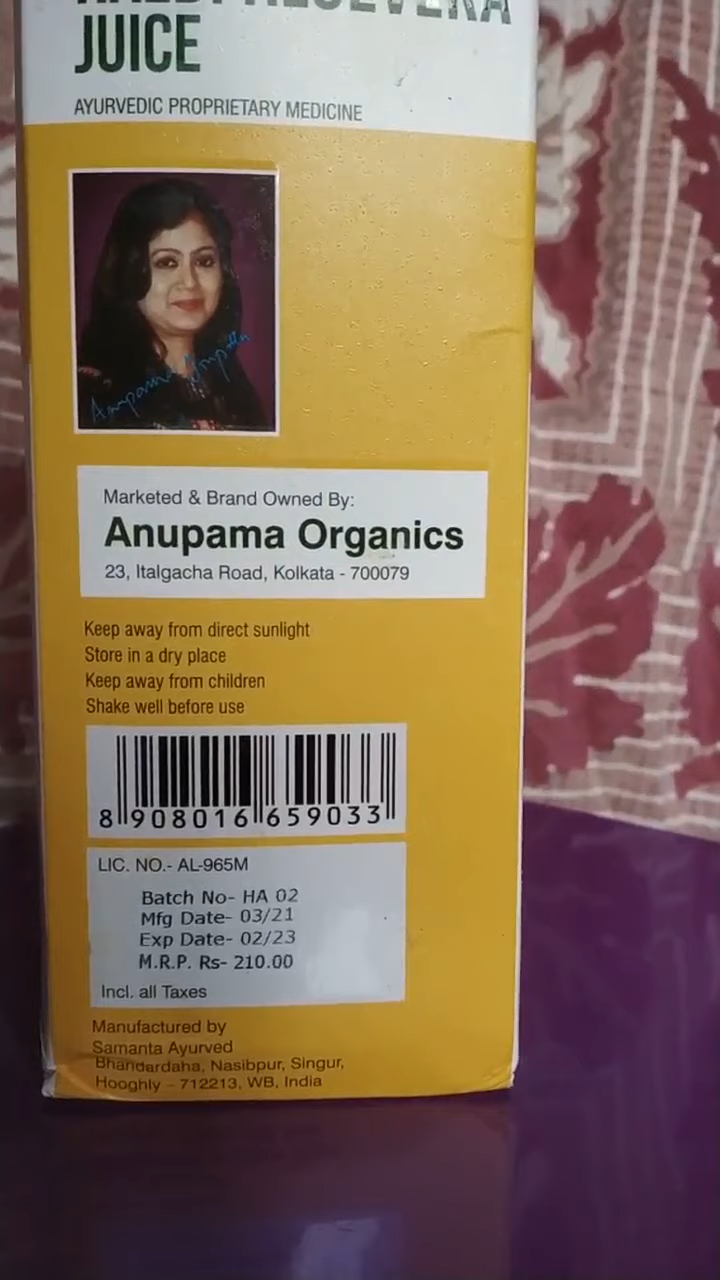 JUICE
AYURVEDIC PROPRIETARY MEDICINE
Anupama
Marketed & Brand Owned By:
Anupama Organics
23, Italgacha Road, Kolkata - 700079
Keep away from direct sunlight
Store in a dry place
Keep away from children
Shake well before use
8 908016 659033
LIC. NO.- AL-965M
Batch No- HA 02
Mfg Date- 03/21
Exp Date- 02/23
M.R.P. Rs- 210.00
Incl. all Taxes
Manufactured by
Samanta Ayurved
Bhandardaha, Nasibpur, Singur,
Hooghly – 712213, WB, India